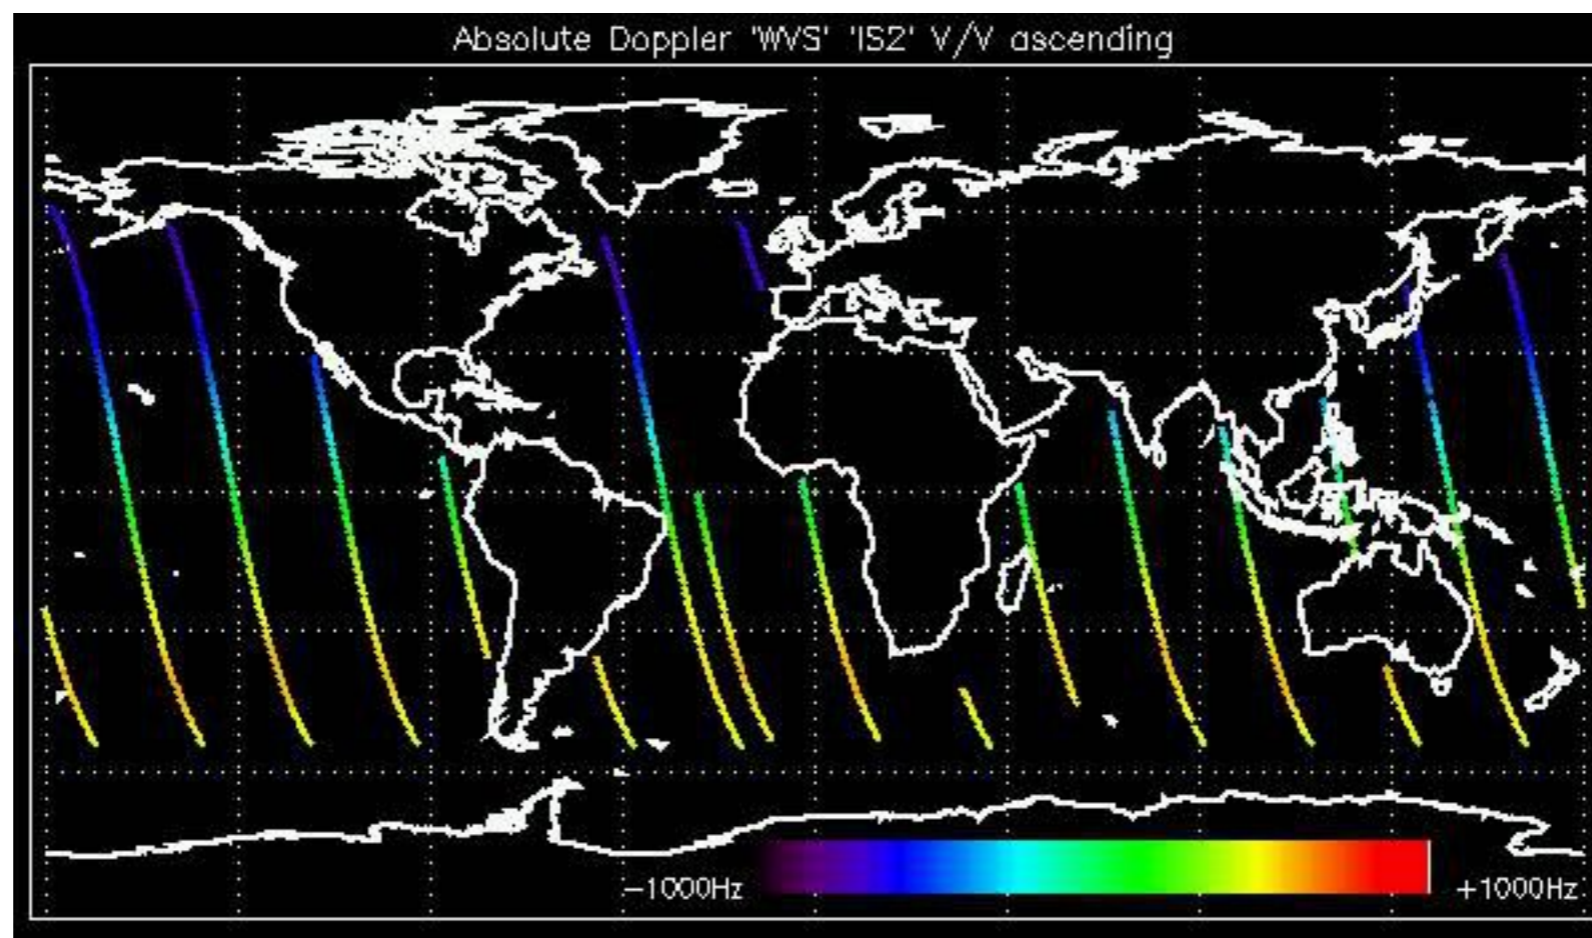 Absolute Doppler 'WVS' 'IS2' V/V ascending
-1000Hz +1000Hz